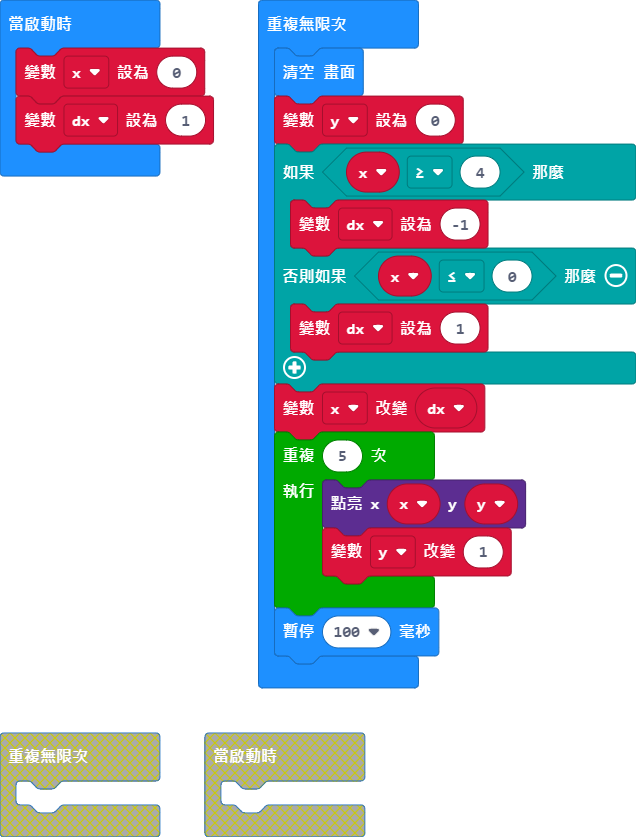 當啟動時
變數 x 設為 0
變數 dx 設為 1
重複無限次
清空 畫面
變數 y 設為 0
如果 x ≥ 4 那麼
變數 dx 設為 -1
否則如果 x ≤ 0 那麼
變數 dx 設為 1
變數 x 改變 dx
重複 5 次
執行
點亮 x x y y
變數 y 改變 1
暫停 100 毫秒
重複無限次
當啟動時